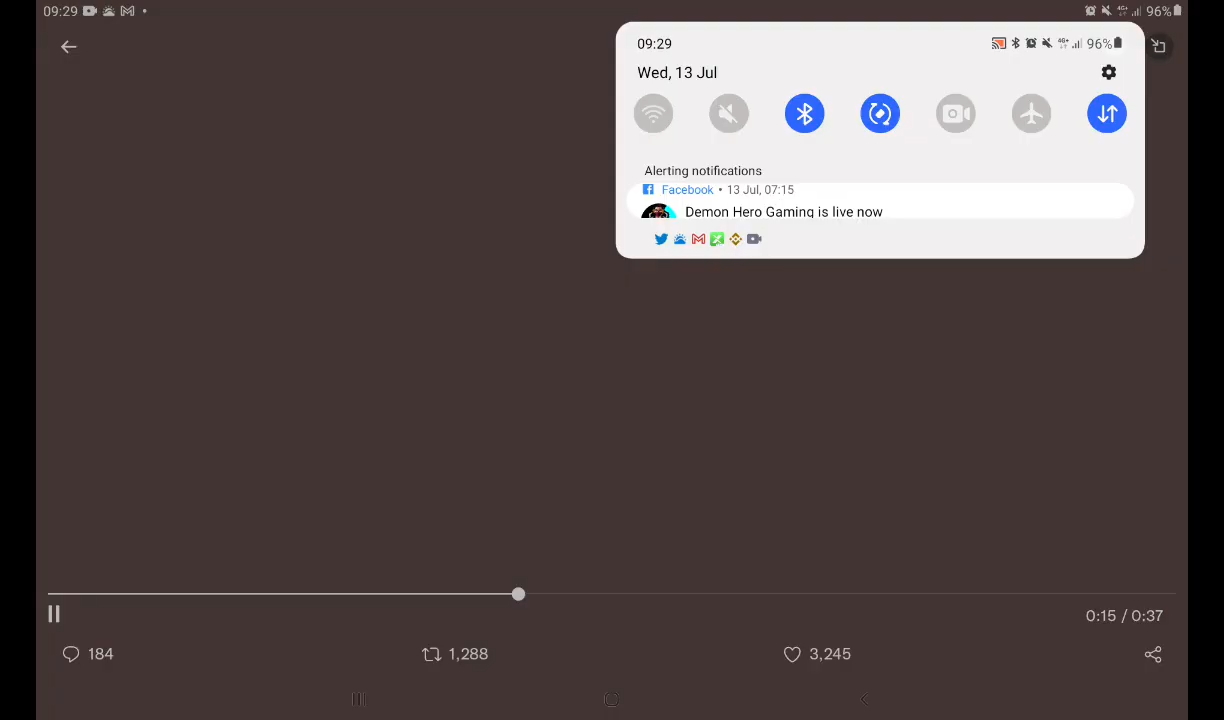 09:29
96%
09:29
96%
Wed, 13 Jul
Alerting notifications
Facebook • 13 Jul, 07:15
Demon Hero Gaming is live now
0:15 / 0:37
184
1,288
3,245